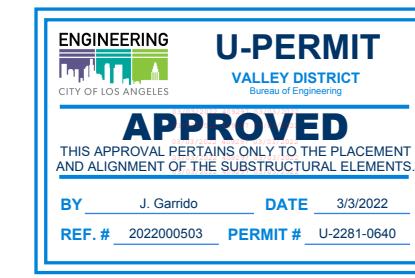 ENGINEERING
CITY OF LOS ANGELES
U-PERMIT
VALLEY DISTRICT
Bureau of Engineering
APPROVED
THIS APPROVAL PERTAINS ONLY TO THE PLACEMENT
AND ALIGNMENT OF THE SUBSTRUCTURAL ELEMENTS.
BY J. Garrido DATE 3/3/2022
REF. # 2022000503 PERMIT # U-2281-0640